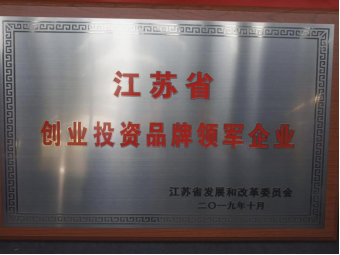 江苏省
创业投资品牌领军企业
江苏省发展和改革委员会
二〇一九年十月